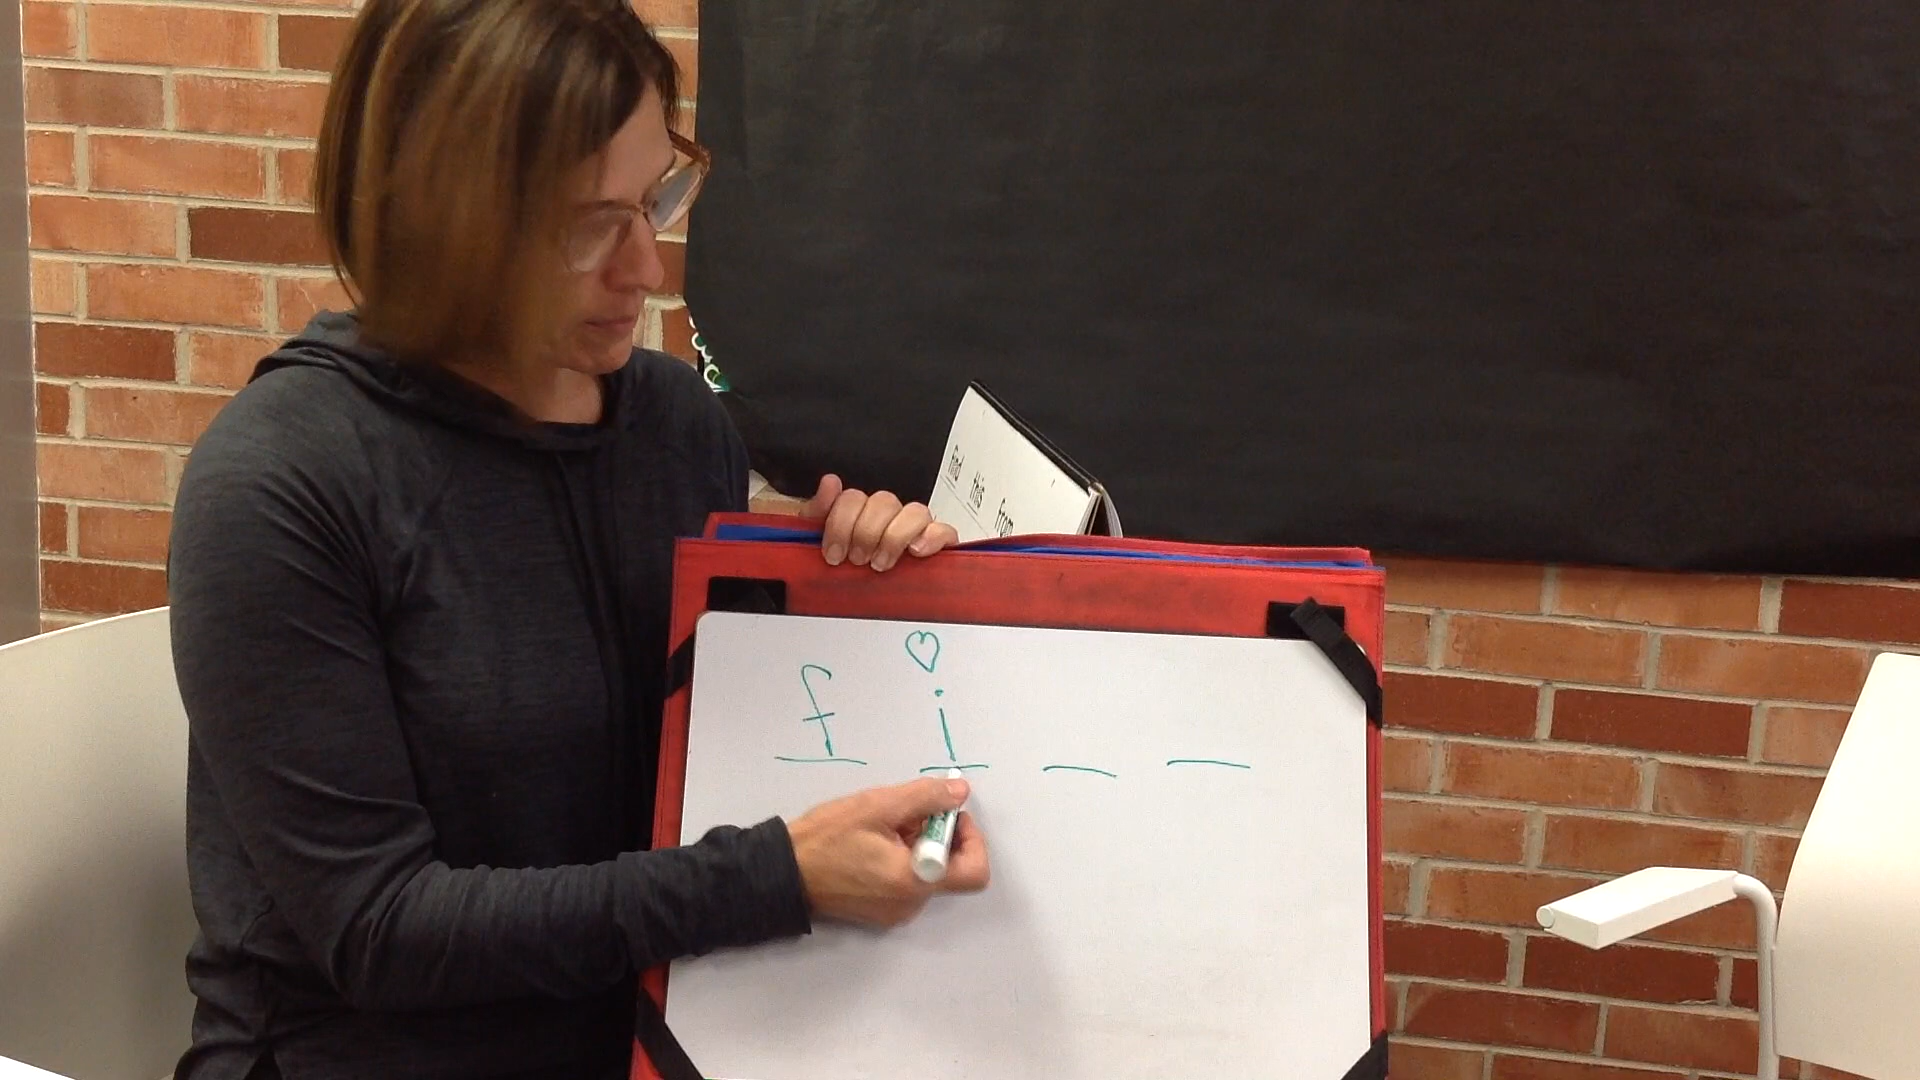 find this from
f i _ _